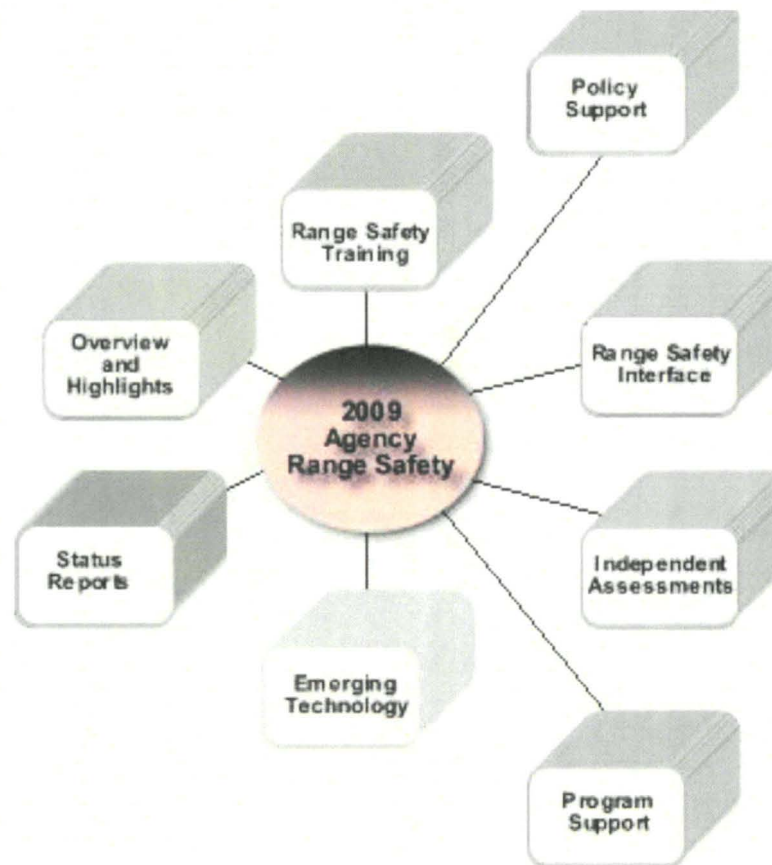 Policy
Support
Range Safety
Training
Overview
and
Highlights
Range Safety
Interface
2009
Agency
Range Safety
Status
Reports
Independent
Assessments
Emerging
Technology
Program
Support